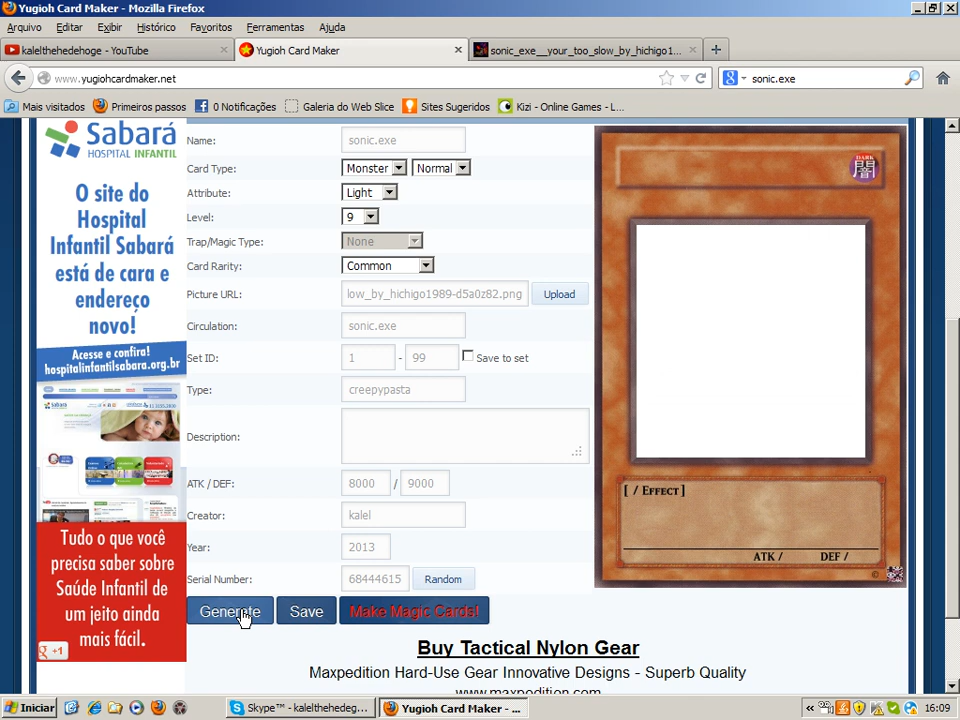 Yugioh Card Maker - Mozilla Firefox
Arquivo Editar Exibir Histórico Favoritos Ferramentas Ajuda
kalelthehedehoge - YouTube
Yugioh Card Maker
sonic_exe__your_too_slow_by_hichigo1...
www.yugiohcardmaker.net
sonic.exe
Mais visitados Primeiros passos 0 Notificações Galeria do Web Slice Sites Sugeridos Kizi - Online Games - L...
Sabará
HOSPITAL INFANTIL
O site do
Hospital
Infantil Sabará
está de cara e
endereço
novo!
Acesse e confira!
hospitalinfantilsabara.org.br
Tudo o que você
precisa saber sobre
Saúde Infantil de
um jeito ainda
mais fácil.
+1
Name: sonic.exe
Card Type: Monster Normal
Attribute: Light
Level: 9
Trap/Magic Type: None
Card Rarity: Common
Picture URL: low_by_hichigo1989-d5a0z82.png Upload
Circulation: sonic.exe
Set ID: 1 - 99 Save to set
Type: creepypasta
Description:
ATK / DEF: 8000 / 9000
Creator: kalel
Year: 2013
Serial Number: 68444615 Random
Generate Save Make Magic Cards!
DARK
闇
[ / EFFECT ]
ATK / DEF /
©
Buy Tactical Nylon Gear
Maxpedition Hard-Use Gear Innovative Designs - Superb Quality
www.maxpedition.com
Iniciar
Skype™ - kalelthehedeg...
Yugioh Card Maker - ...
16:09